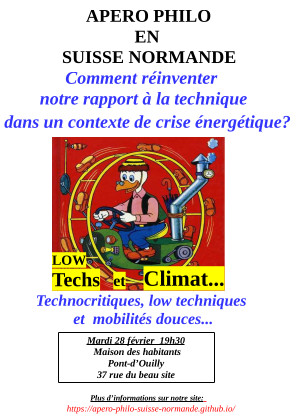 APERO PHILO
EN
SUISSE NORMANDE
Comment réinventer
notre rapport à la technique
dans un contexte de crise énergétique?
LOW
Techs et Climat...
Technocritiques, low techniques
et mobilités douces...
Mardi 28 février 19h30
Maison des habitants
Pont-d'Ouilly
37 rue du beau site
Plus d'informations sur notre site:
https://apero-philo-suisse-normande.github.io/